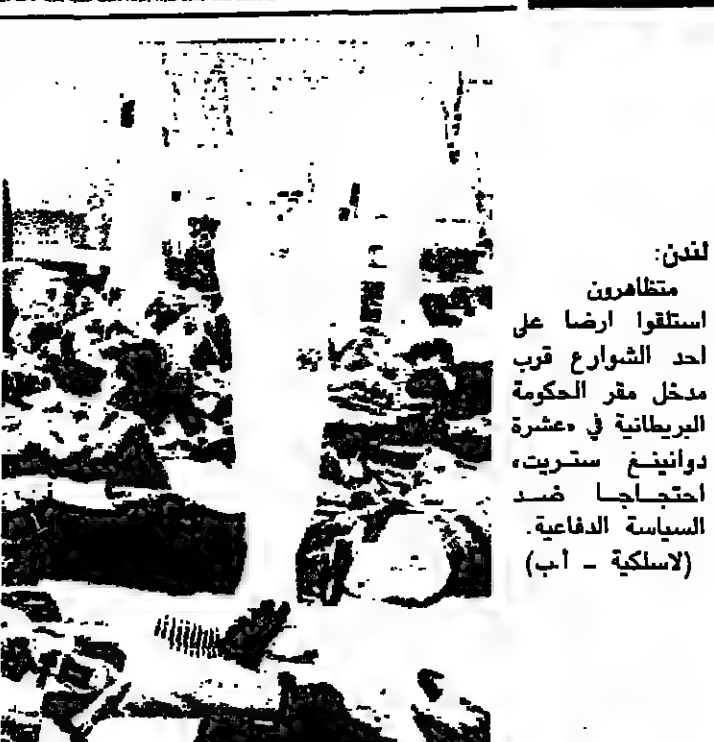 لندن:
متظاهرون
استلقوا ارضا على
احد الشوارع قرب
مدخل مقر الحكومة
البريطانية في «عشرة
دوانينغ ستريت»
احتجاجا ضد
السياسة الدفاعية.
(لاسلكية - أ.ب)